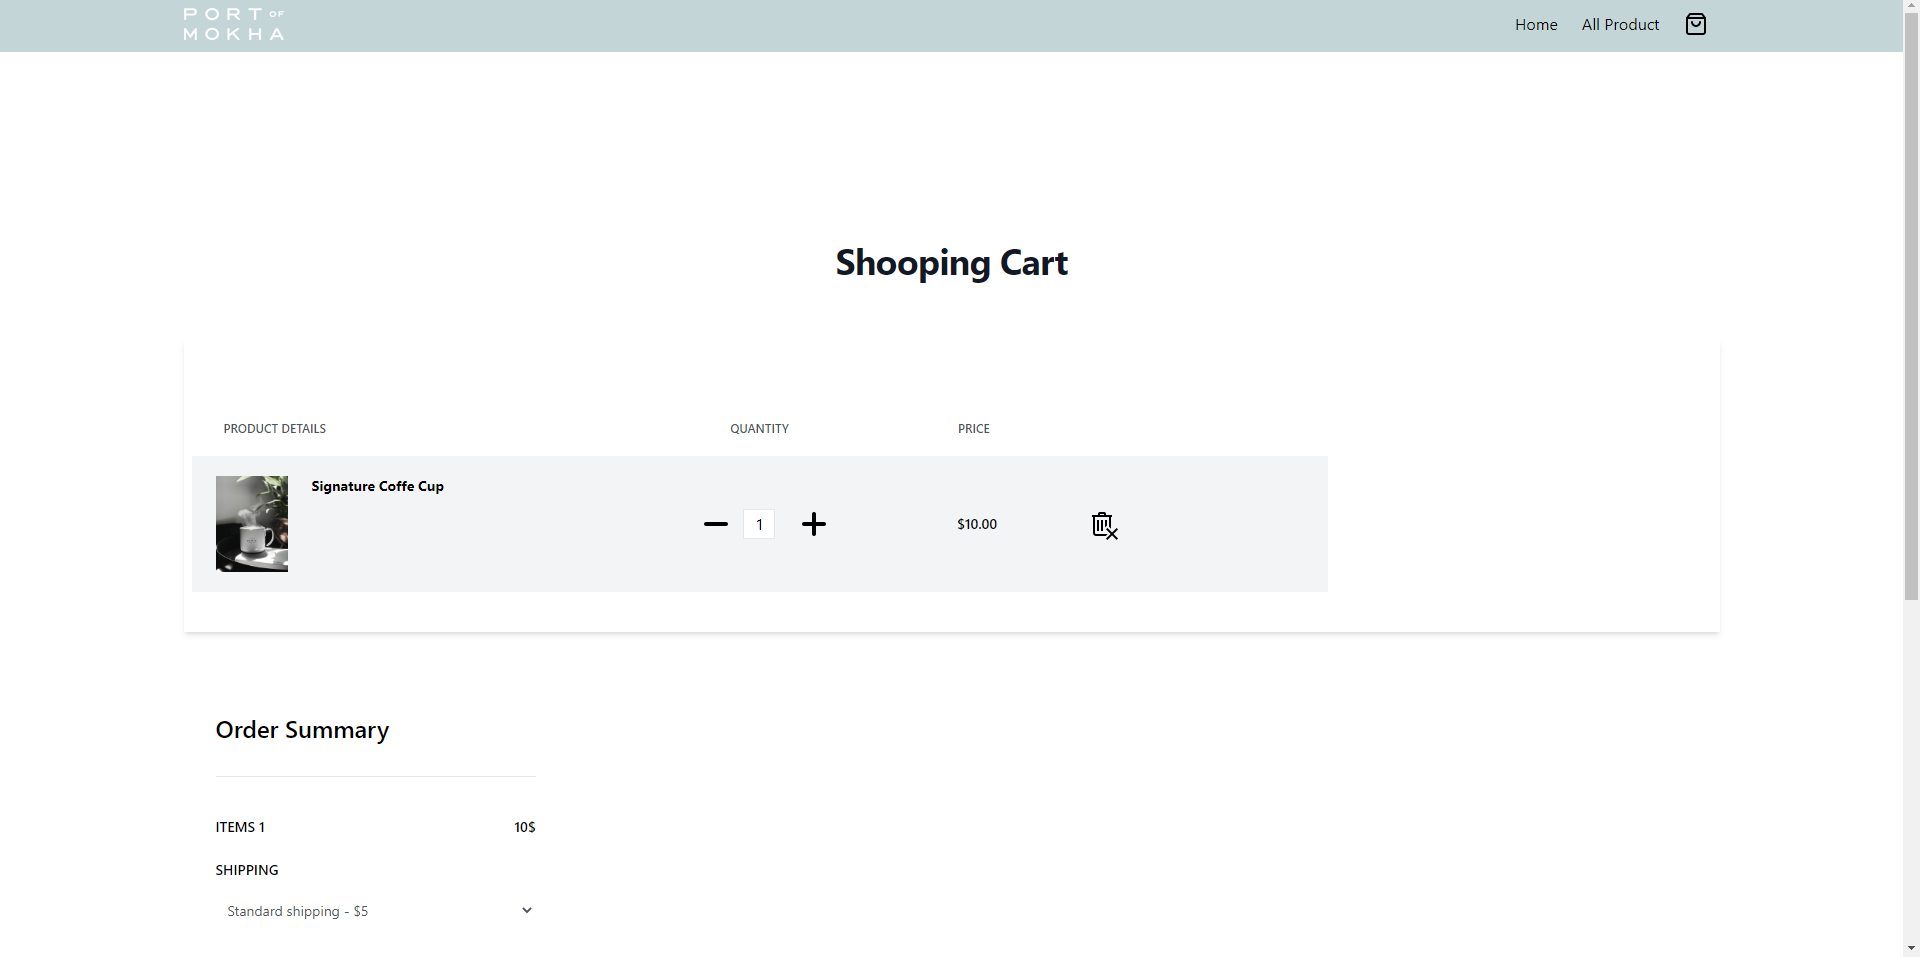 PORT OF
MOKHA
Home All Product
Shooping Cart
PRODUCT DETAILS QUANTITY PRICE
Signature Coffe Cup
1 $10.00
Order Summary
ITEMS 1 10$
SHIPPING
Standard shipping - $5